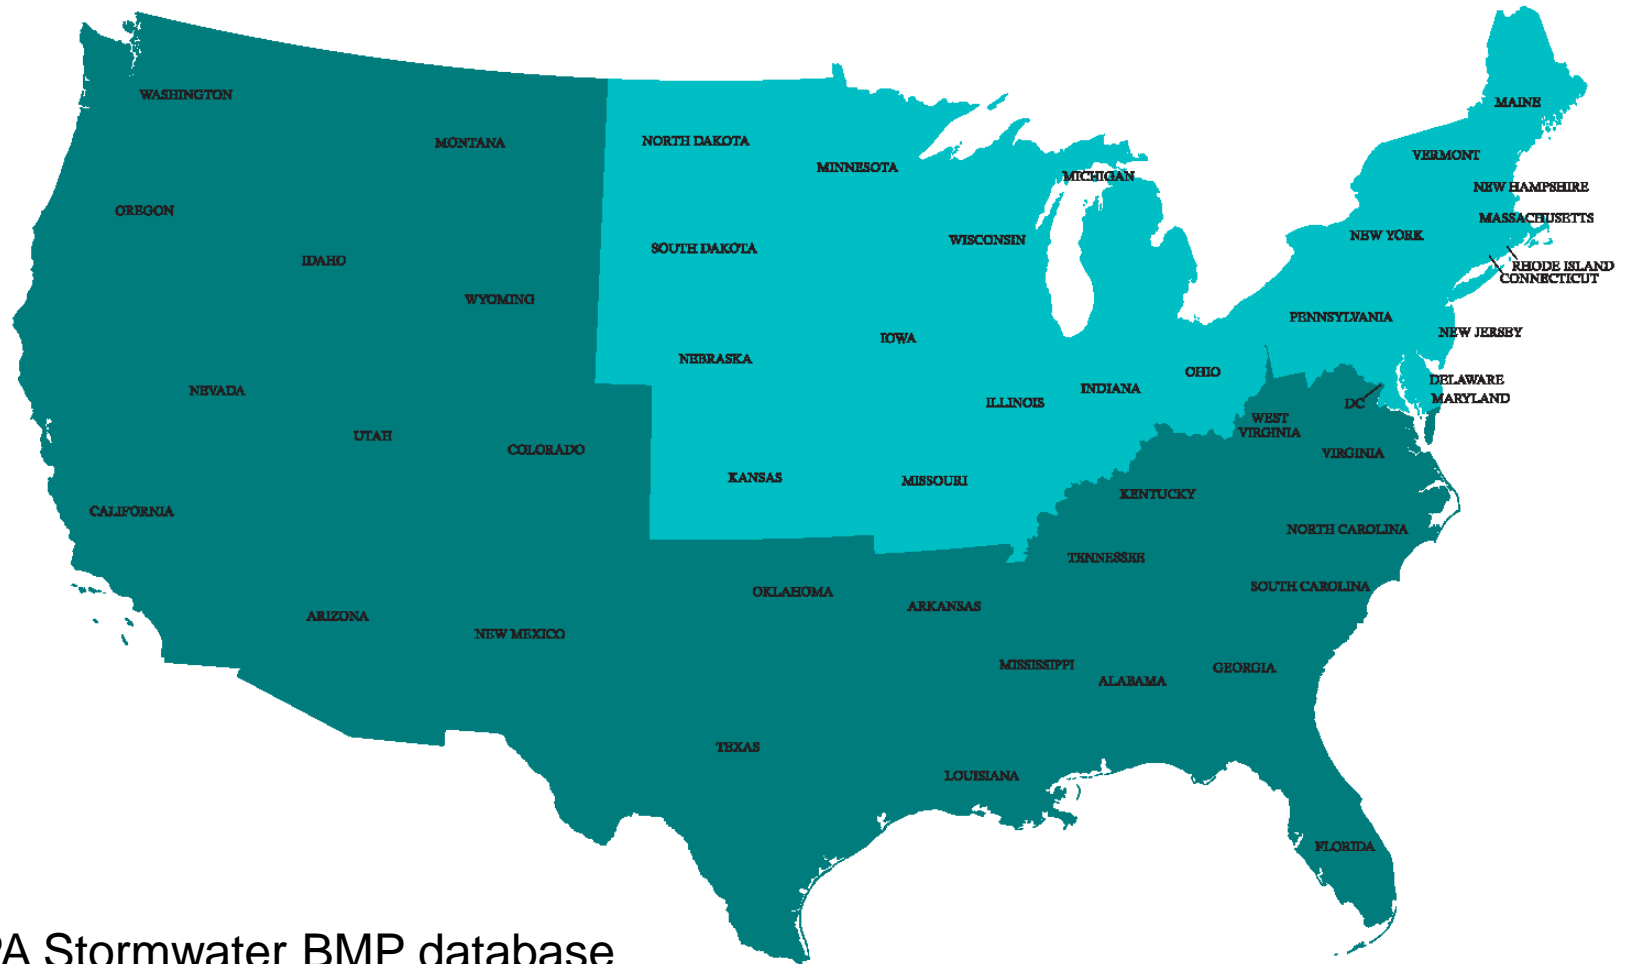 WASHINGTON
MONTANA
NORTH DAKOTA
MINNESOTA
MICHIGAN
MAINE
VERMONT
NEW HAMPSHIRE
MASSACHUSETTS
NEW YORK
RHODE ISLAND
CONNECTICUT
OREGON
IDAHO
WYOMING
SOUTH DAKOTA
WISCONSIN
PENNSYLVANIA
NEW JERSEY
NEVADA
UTAH
COLORADO
NEBRASKA
IOWA
ILLINOIS
INDIANA
OHIO
DELAWARE
MARYLAND
DC
WEST
VIRGINIA
VIRGINIA
CALIFORNIA
KANSAS
MISSOURI
KENTUCKY
NORTH CAROLINA
TENNESSEE
SOUTH CAROLINA
ARIZONA
NEW MEXICO
OKLAHOMA
ARKANSAS
MISSISSIPPI
ALABAMA
GEORGIA
TEXAS
LOUISIANA
FLORIDA
PA Stormwater BMP database